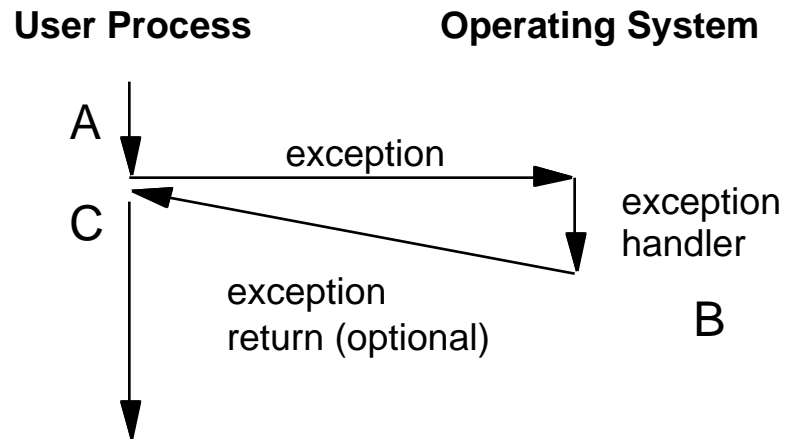 User Process
Operating System
A
exception
C
exception
handler
exception
return (optional)
B